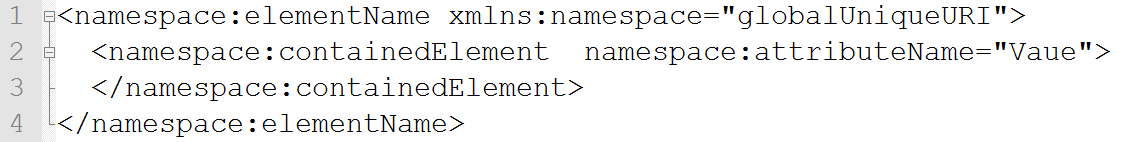 1 <namespace:elementName xmlns:namespace="globalUniqueURI">
2 <namespace:containedElement  namespace:attributeName="Vaue">
3 </namespace:containedElement>
4 </namespace:elementName>